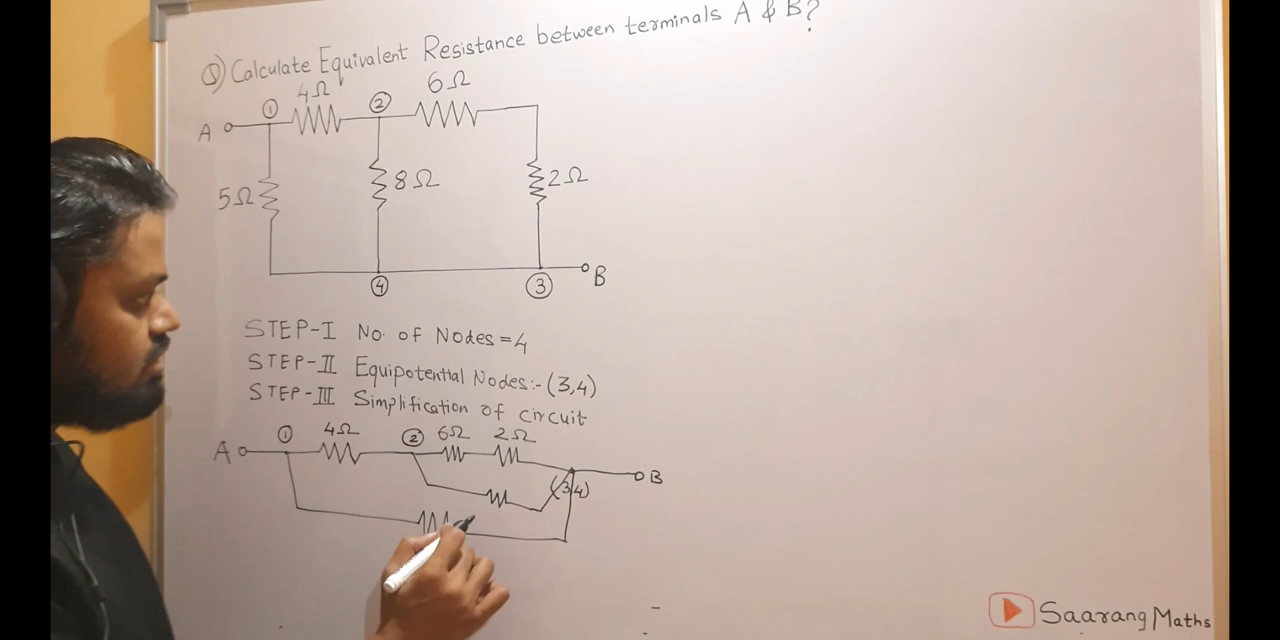 Q) Calculate Equivalent Resistance between terminals A & B?
4Ω
6Ω
①
②
A
5Ω
8Ω
2Ω
B
④
③
STEP-I No. of Nodes = 4
STEP-II Equipotential Nodes:- (3,4)
STEP-III Simplification of circuit
A
①
4Ω
②
6Ω
2Ω
B
(3,4)
Saarang Maths